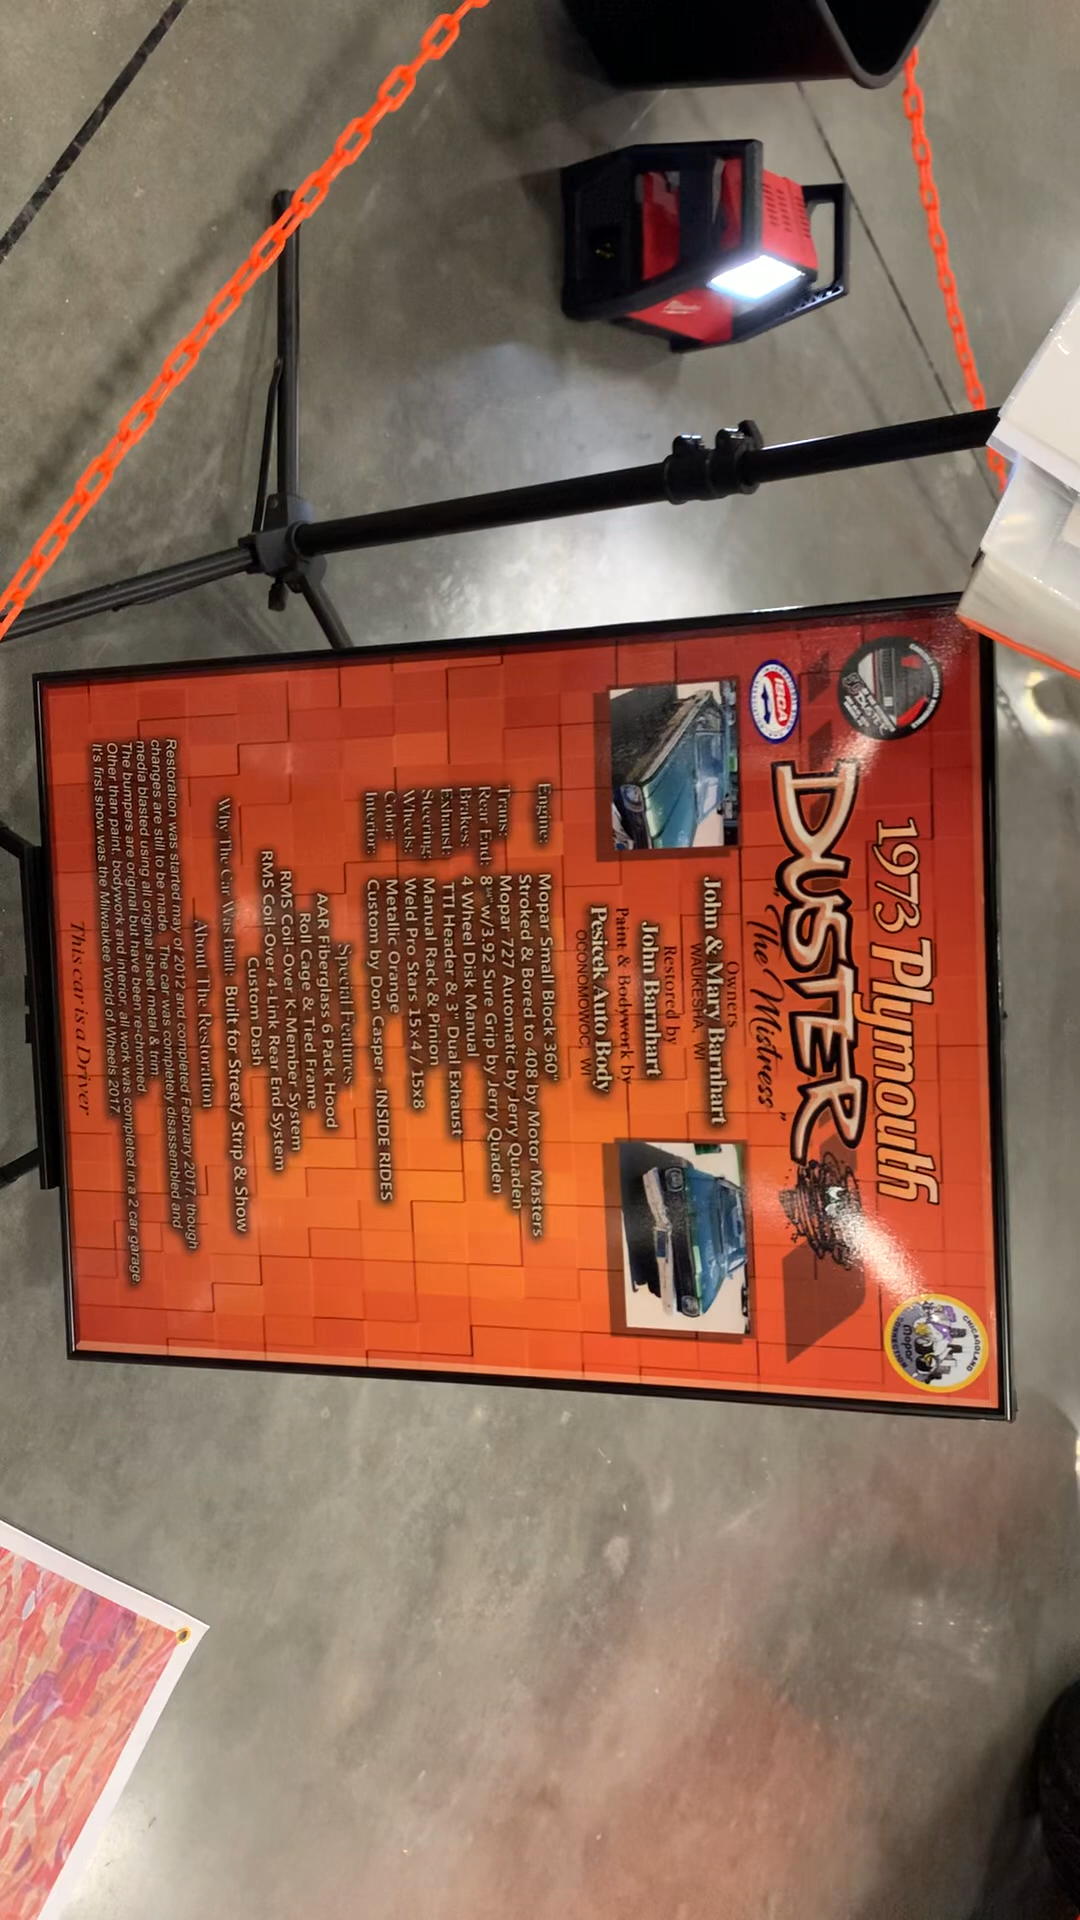 1973 Plymouth
DUSTER
"The Mistress"
ISCA
CHICAGOLAND
Mopar
CONNECTION
Owners
John & Mary Barnhart
WAUKESHA, WI
Restored by
John Barnhart
Paint & Bodywork by
Pesicek Auto Body
OCONOMOWOC, WI
Engine: Mopar Small Block 360"
Stroked & Bored to 408 by Motor Masters
Trans: Mopar 727 Automatic by Jerry Quaden
Rear End: 8"" w/3.92 Sure Grip by Jerry Quaden
Brakes: 4 Wheel Disk Manual
Exhaust: TTI Header & 3" Dual Exhaust
Steering: Manual Rack & Pinion
Wheels: Weld Pro Stars 15x4 / 15x8
Color: Metallic Orange
Interior: Custom by Don Casper - INSIDE RIDES
Special Features
AAR Fiberglass 6 Pack Hood
Roll Cage & Tied Frame
RMS Coil-Over K-Member System
RMS Coil-Over 4-Link Rear End System
Custom Dash
Why The Car Was Built: Built for Street/ Strip & Show
About The Restoration
Restoration was started may of 2012 and completed February 2017, though
changes are still to be made. The car was completely disassembled and
media blasted using all original sheet metal & trim.
The bumpers are original but have been re-chromed.
Other than paint, bodywork and interior, all work was completed in a 2 car garage.
It's first show was the Milwaukee World of Wheels 2017.
This car is a Driver